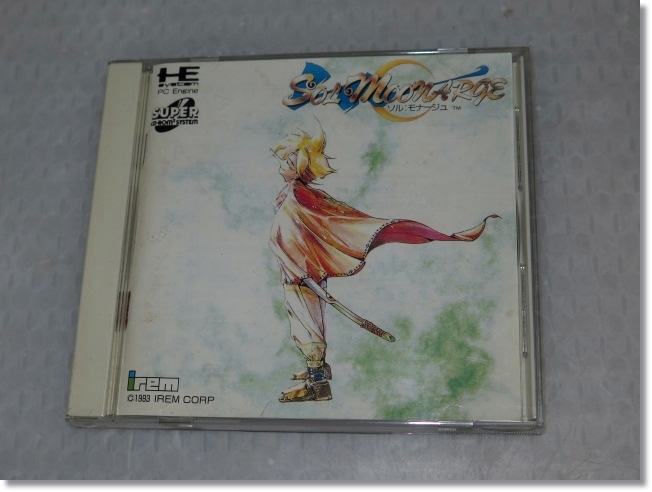 HE
system
PC Engine
SUPER
CD-ROM² SYSTEM
SOL MOONARGE
ソル:モナージュ ™
irem
©1993 IREM CORP